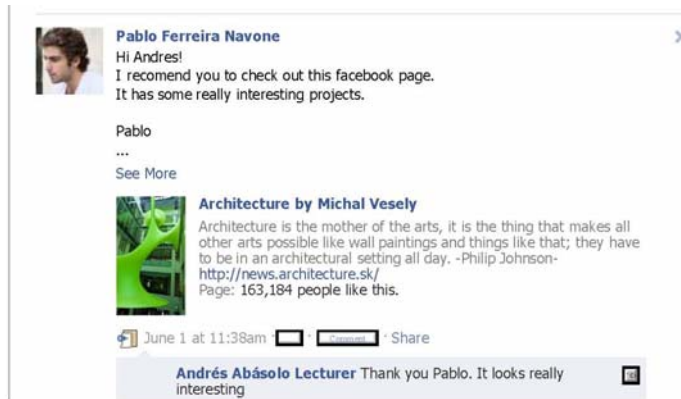 Pablo Ferreira Navone
Hi Andres!
I recomend you to check out this facebook page.
It has some really interesting projects.
Pablo
...
See More
Architecture by Michal Vesely
Architecture is the mother of the arts, it is the thing that makes all
other arts possible like wall paintings and things like that; they have
to be in an architectural setting all day. -Philip Johnson-
http://news.architecture.sk/
Page: 163,184 people like this.
June 1 at 11:38am · · Comment · Share
Andrés Abásolo Lecturer Thank you Pablo. It looks really
interesting